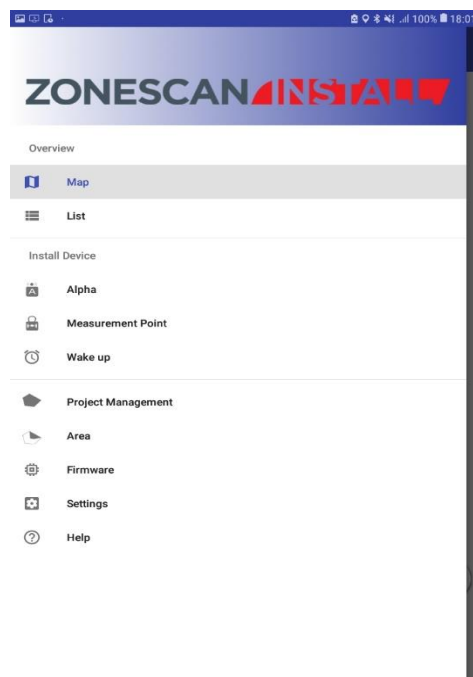 100% 18:01
ZONESCAN INSTALL
Overview
Map
List
Install Device
Alpha
Measurement Point
Wake up
Project Management
Area
Firmware
Settings
Help